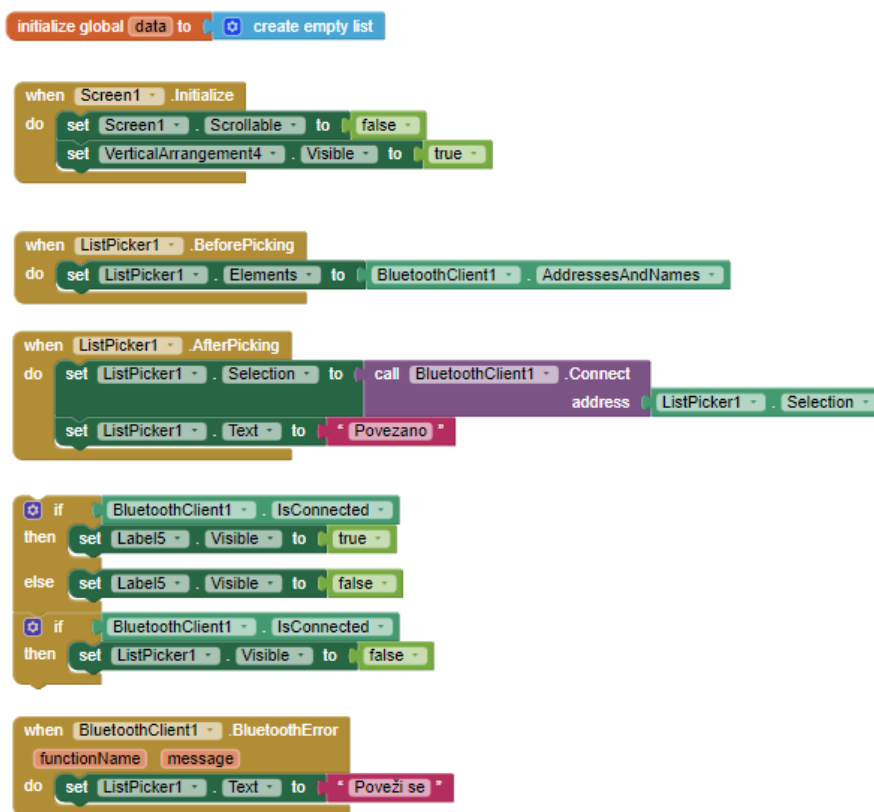 initialize global data to create empty list
when Screen1 .Initialize
do set Screen1 . Scrollable to false
set VerticalArrangement4 . Visible to true
when ListPicker1 .BeforePicking
do set ListPicker1 . Elements to BluetoothClient1 . AddressesAndNames
when ListPicker1 .AfterPicking
do set ListPicker1 . Selection to call BluetoothClient1 .Connect
address ListPicker1 . Selection
set ListPicker1 . Text to " Povezano "
if BluetoothClient1 . IsConnected
then set Label5 . Visible to true
else set Label5 . Visible to false
if BluetoothClient1 . IsConnected
then set ListPicker1 . Visible to false
when BluetoothClient1 .BluetoothError
functionName message
do set ListPicker1 . Text to " Poveži se "